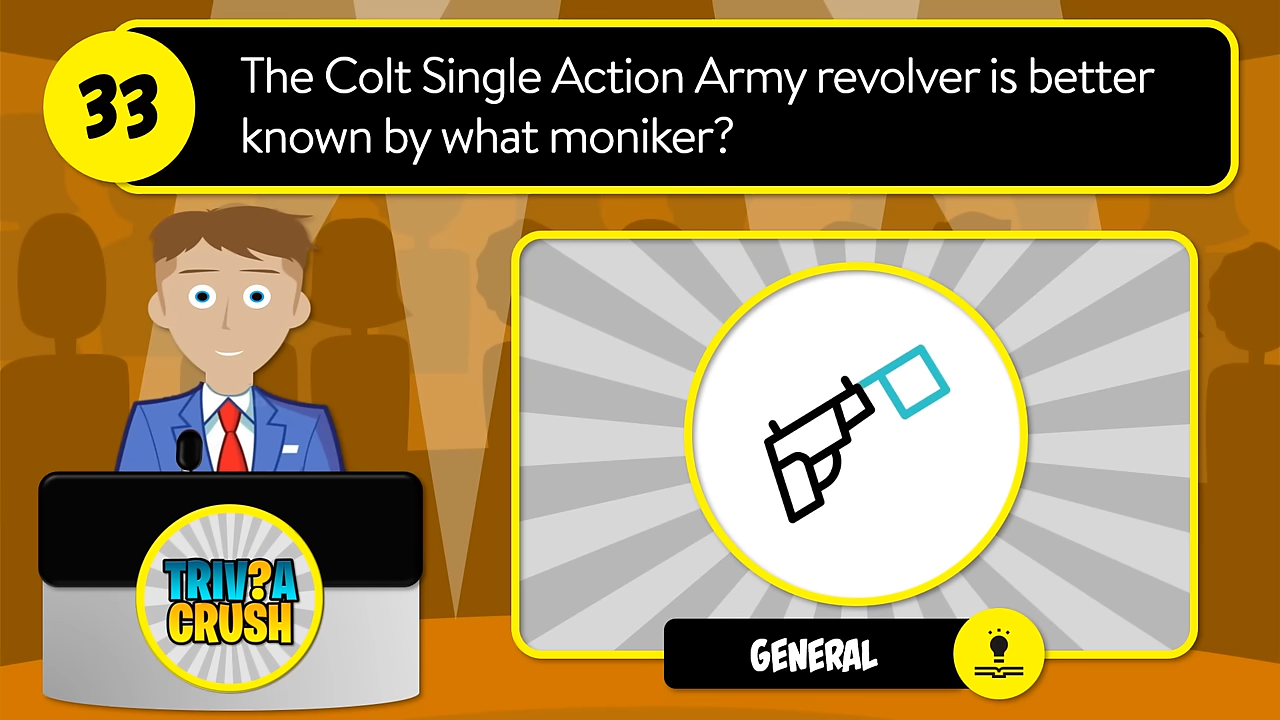 33
The Colt Single Action Army revolver is better
known by what moniker?
TRIV?A
CRUSH
GENERAL